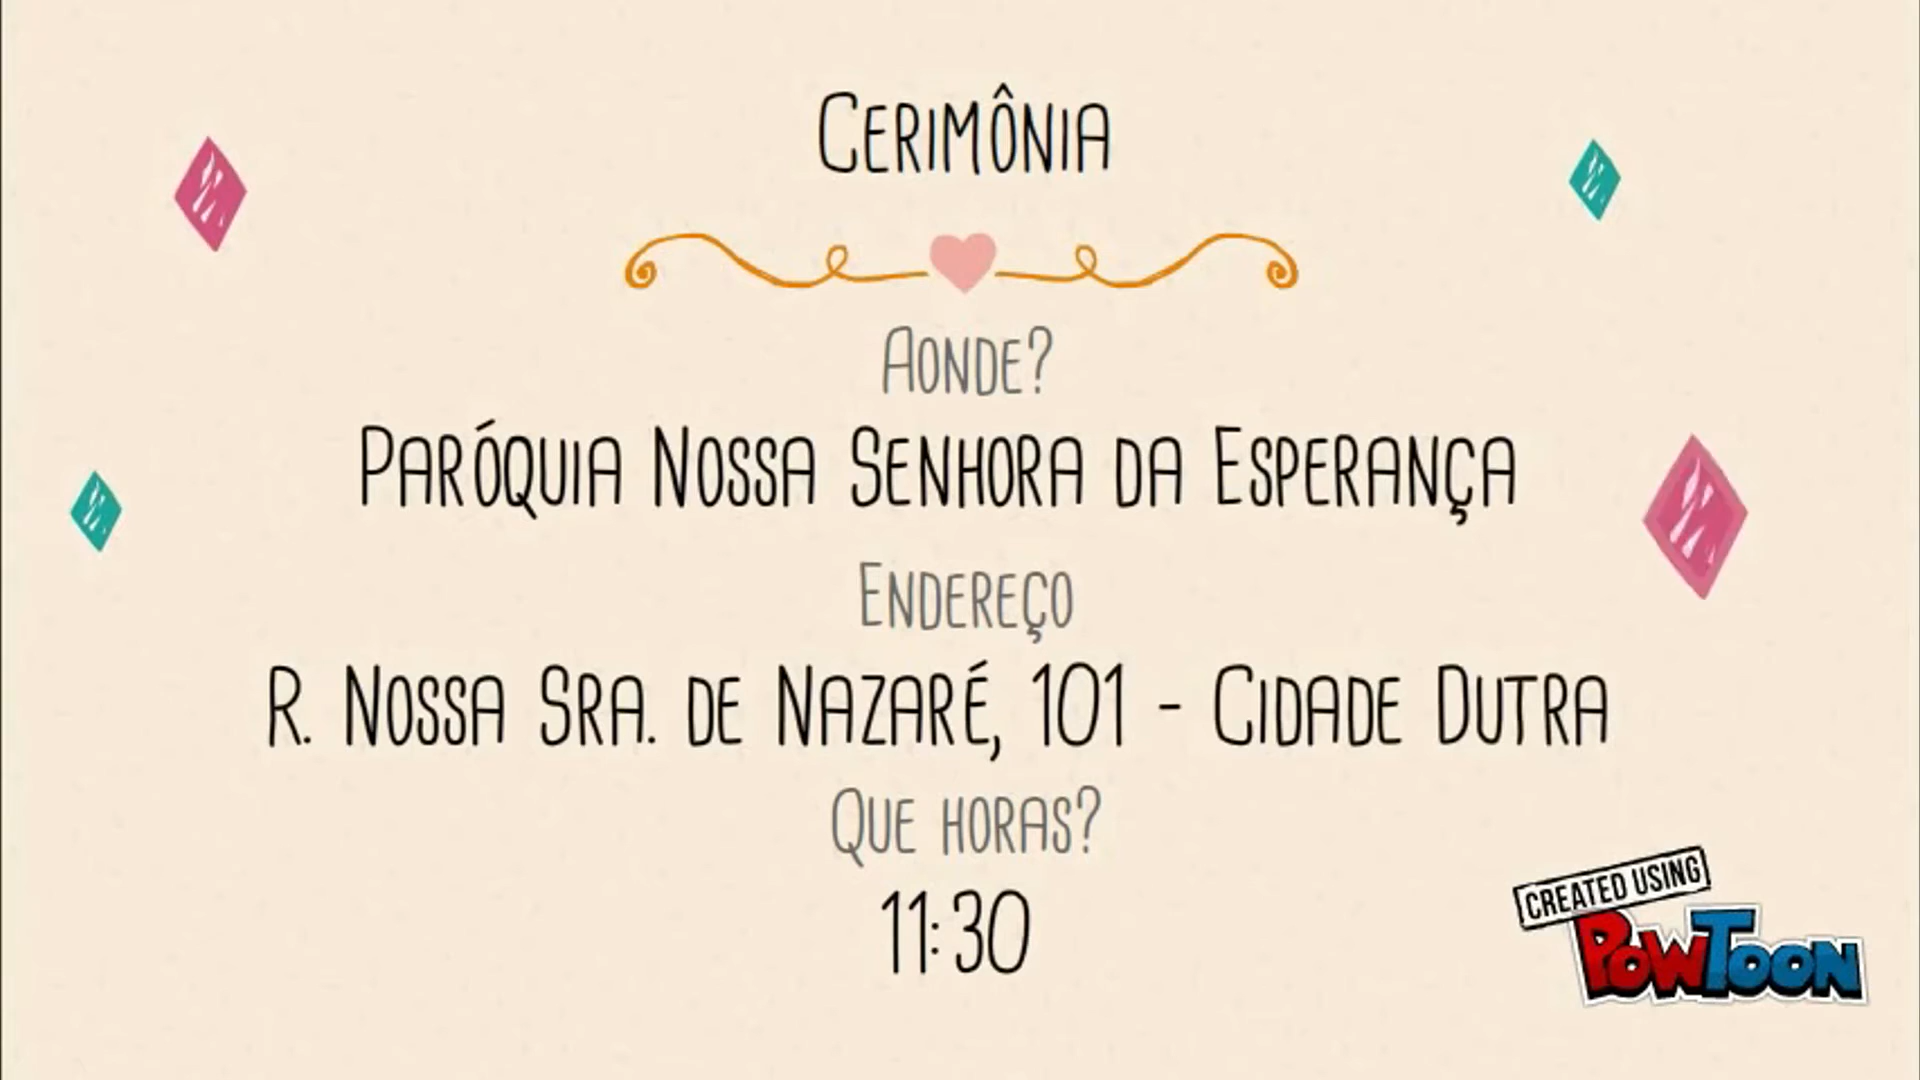 Cerimônia
Aonde?
Paróquia Nossa Senhora da Esperança
Endereço
R. Nossa Sra. de Nazaré, 101 - Cidade Dutra
Que horas?
11:30
CREATED USING
POWTOON